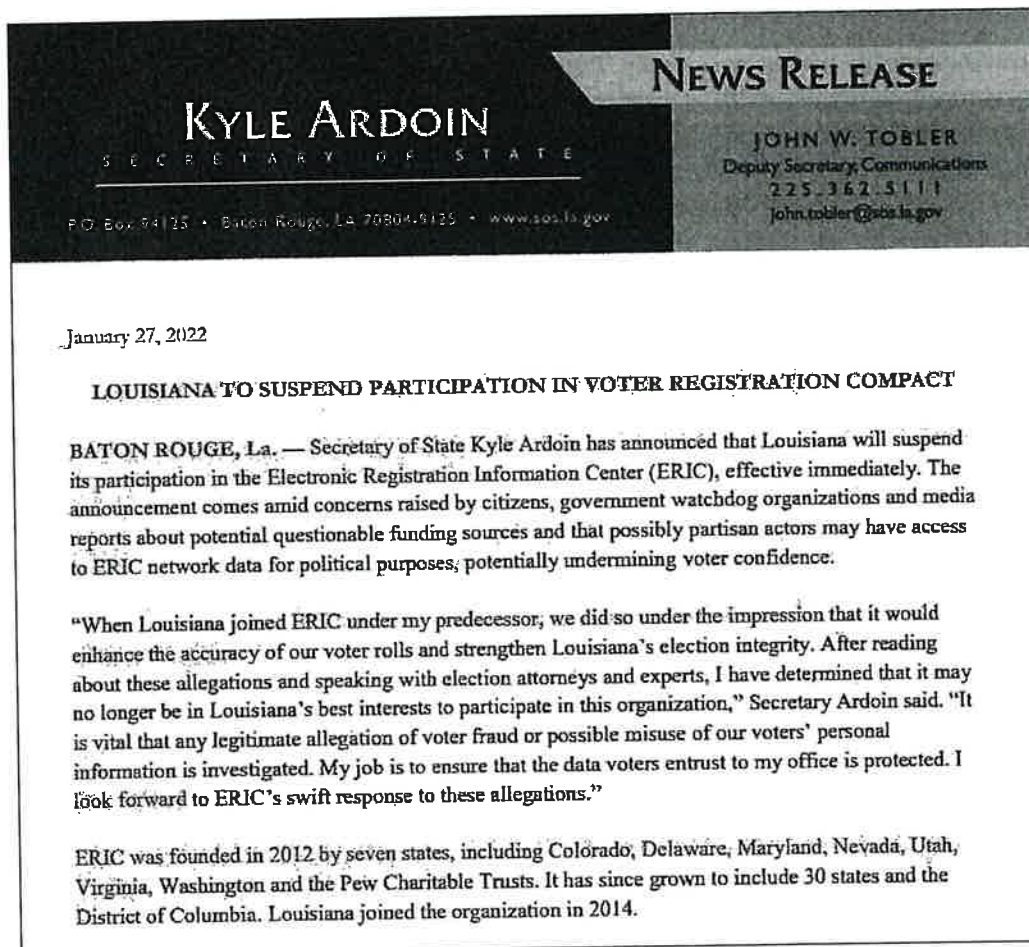 NEWS RELEASE
KYLE ARDOIN
SECRETARY OF STATE
P.O. Box 94125 • Baton Rouge, LA 70804-9125 • www.sos.la.gov
JOHN W. TOBLER
Deputy Secretary, Communications
225.362.5111
john.tobler@sos.la.gov
January 27, 2022
LOUISIANA TO SUSPEND PARTICIPATION IN VOTER REGISTRATION COMPACT
BATON ROUGE, La. — Secretary of State Kyle Ardoin has announced that Louisiana will suspend
its participation in the Electronic Registration Information Center (ERIC), effective immediately. The
announcement comes amid concerns raised by citizens, government watchdog organizations and media
reports about potential questionable funding sources and that possibly partisan actors may have access
to ERIC network data for political purposes, potentially undermining voter confidence.
“When Louisiana joined ERIC under my predecessor, we did so under the impression that it would
enhance the accuracy of our voter rolls and strengthen Louisiana’s election integrity. After reading
about these allegations and speaking with election attorneys and experts, I have determined that it may
no longer be in Louisiana’s best interests to participate in this organization,” Secretary Ardoin said. “It
is vital that any legitimate allegation of voter fraud or possible misuse of our voters’ personal
information is investigated. My job is to ensure that the data voters entrust to my office is protected. I
look forward to ERIC’s swift response to these allegations.”
ERIC was founded in 2012 by seven states, including Colorado, Delaware, Maryland, Nevada, Utah,
Virginia, Washington and the Pew Charitable Trusts. It has since grown to include 30 states and the
District of Columbia. Louisiana joined the organization in 2014.